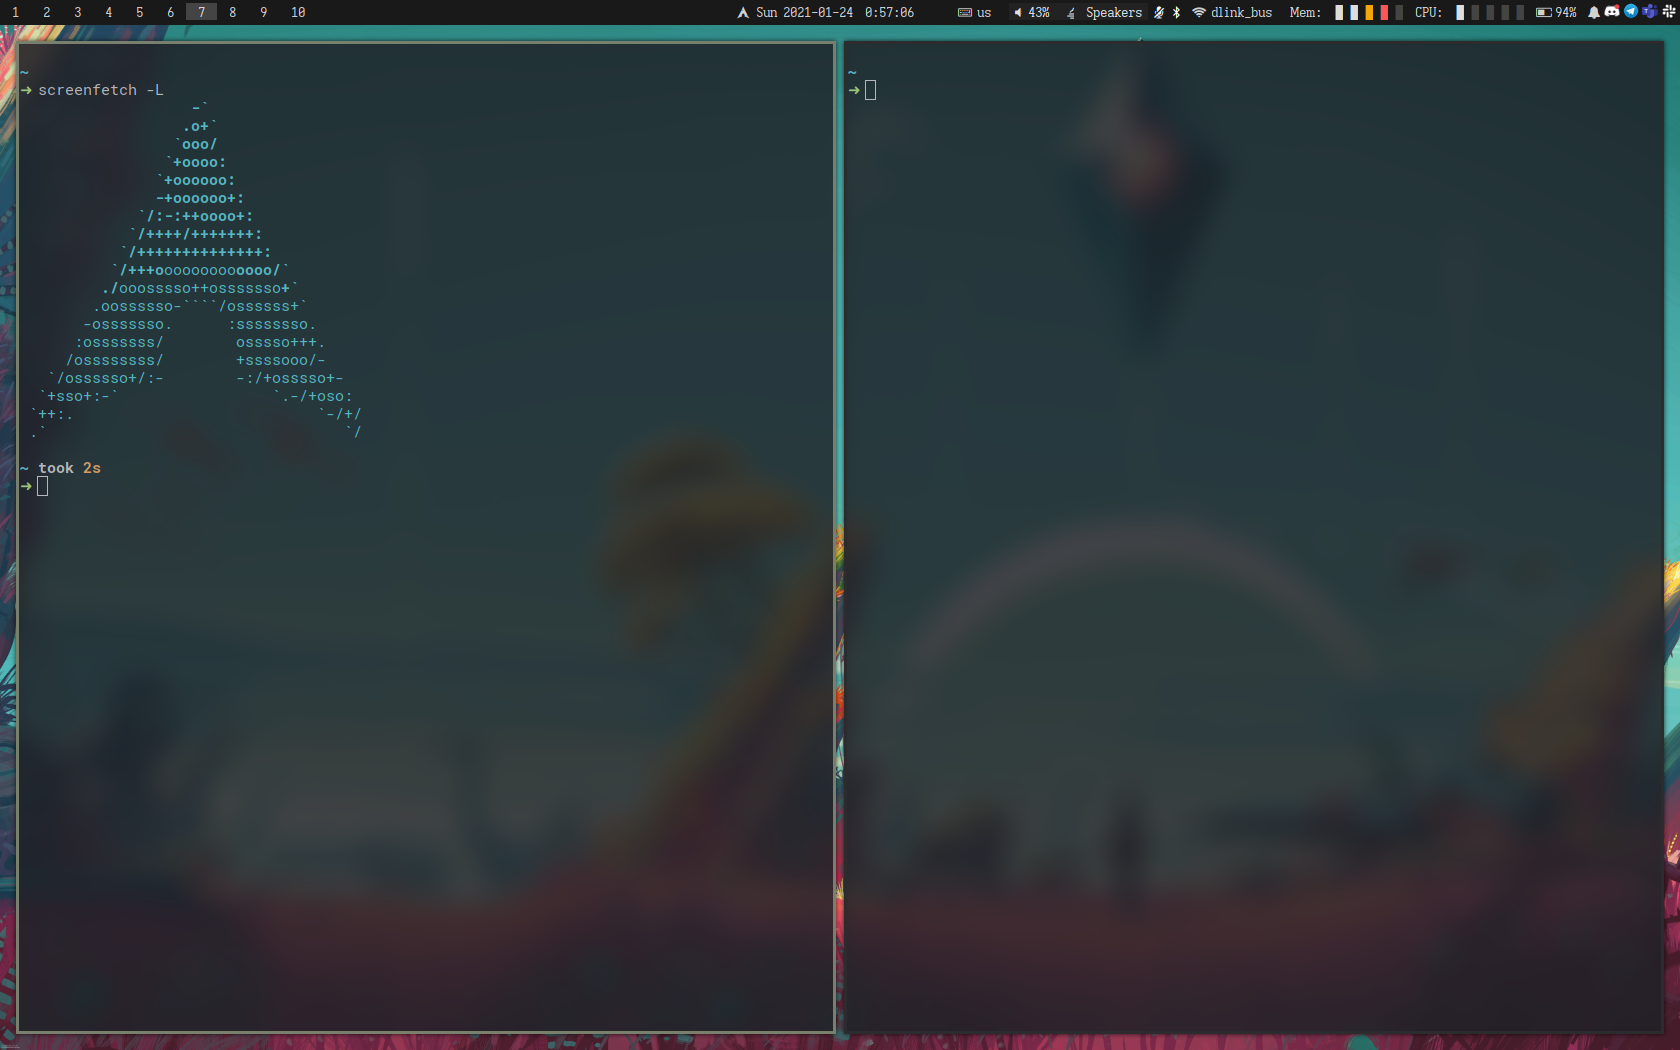 1 2 3 4 5 6 7 8 9 10 Sun 2021-01-24 0:57:06 us 43% Speakers dlink_bus Mem: CPU: 94%
~
➜ screenfetch -L
                   -`
                  .o+`
                 `ooo/
                `+oooo:
               `+oooooo:
               -+oooooo+:
             `/:-:++oooo+:
            `/++++/+++++++:
           `/++++++++++++++:
          `/+++ooooooooooooo/`
         ./ooosssso++osssssso+`
        .oossssso-````/ossssss+`
       -osssssso.      :ssssssso.
      :osssssss/        osssso+++.
     /ossssssss/        +ssssooo/-
   `/ossssso+/:-        -:/+osssso+-
  `+sso+:-`                 `.-/+oso:
 `++:.                           `-/+/
 .`                                 `/
~ took 2s
➜
~
➜